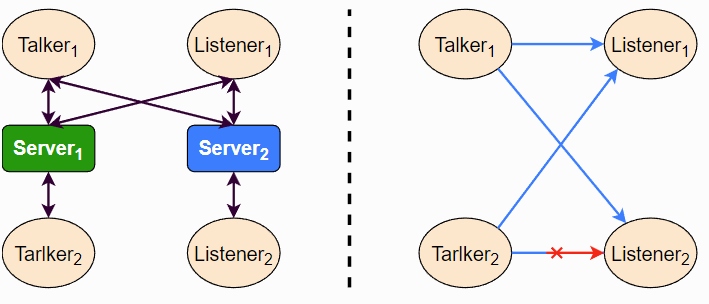 Talker1 Listener1 Talker1 Listener1
Server1 Server2
Tarlker2 Listener2 Tarlker2 Listener2